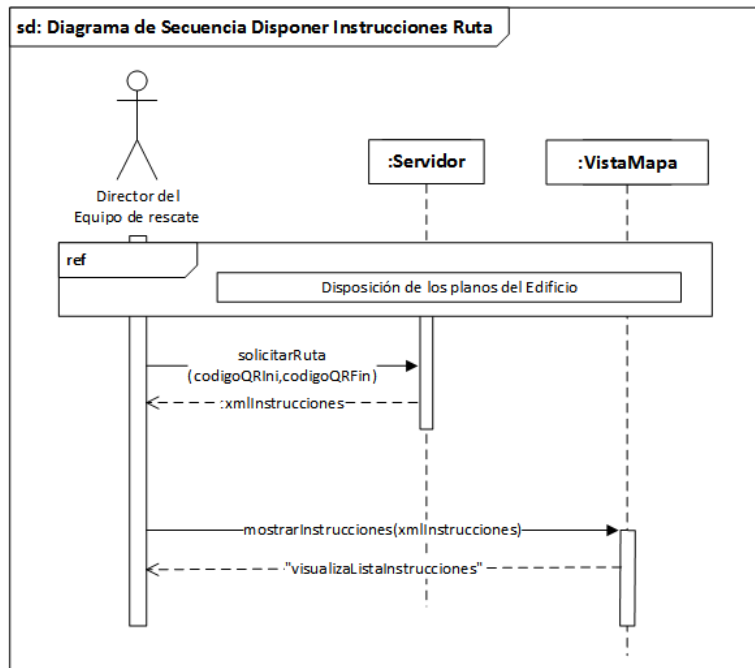 sd: Diagrama de Secuencia Disponer Instrucciones Ruta
:Servidor
:VistaMapa
Director del
Equipo de rescate
ref
Disposición de los planos del Edificio
solicitarRuta
(codigoQRIni,codigoQRFin)
:xmlInstrucciones
mostrarInstrucciones(xmlInstrucciones)
"visualizaListaInstrucciones"